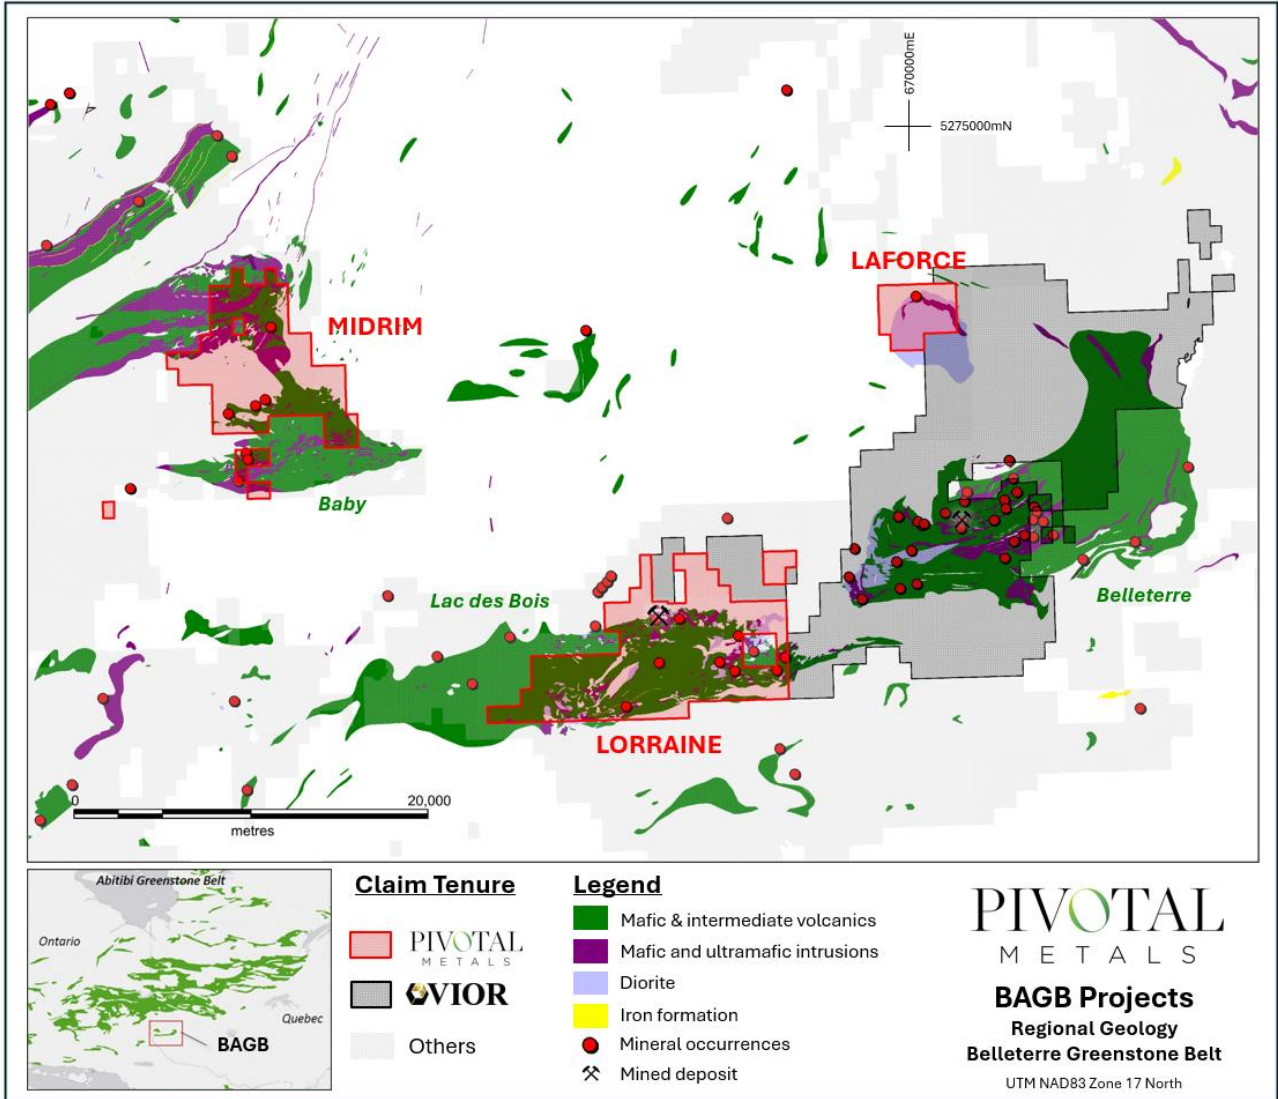 670000mE
5275000mN
LAFORCE
MIDRIM
Baby
Lac des Bois
Belleterre
LORRAINE
0 20,000
metres
Abitibi Greenstone Belt
Ontario
Quebec
BAGB
Claim Tenure
PIVOTAL
METALS
VIOR
Others
Legend
Mafic & intermediate volcanics
Mafic and ultramafic intrusions
Diorite
Iron formation
Mineral occurrences
Mined deposit
PIVOTAL
METALS
BAGB Projects
Regional Geology
Belleterre Greenstone Belt
UTM NAD83 Zone 17 North